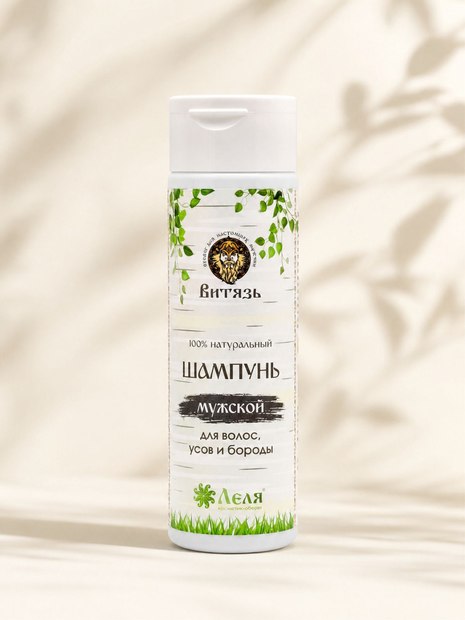 Витязь
100% натуральный
ШАМПУНЬ
мужской
для волос,
усов и бороды
Леля®